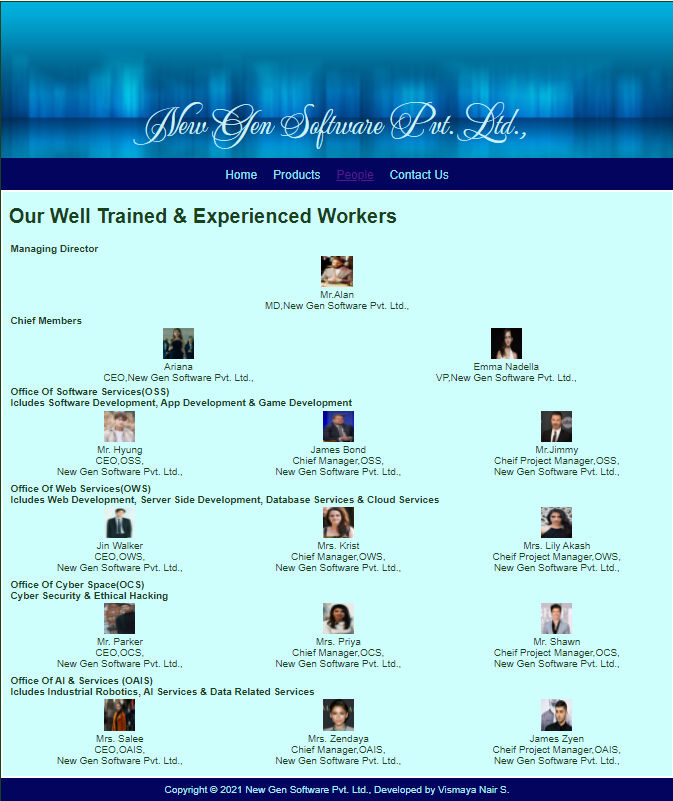 New Gen Software Pvt. Ltd.,
Home Products People Contact Us
Our Well Trained & Experienced Workers
Managing Director
Mr.Alan
MD,New Gen Software Pvt. Ltd.,
Chief Members
Ariana Emma Nadella
CEO,New Gen Software Pvt. Ltd., VP,New Gen Software Pvt. Ltd.,
Office Of Software Services(OSS)
Icludes Software Development, App Development & Game Development
Mr. Hyung James Bond Mr.Jimmy
CEO,OSS, Chief Manager,OSS, Cheif Project Manager,OSS,
New Gen Software Pvt. Ltd., New Gen Software Pvt. Ltd., New Gen Software Pvt. Ltd.,
Office Of Web Services(OWS)
Icludes Web Development, Server Side Development, Database Services & Cloud Services
Jin Walker Mrs. Krist Mrs. Lily Akash
CEO,OWS, Chief Manager,OWS, Cheif Project Manager,OWS,
New Gen Software Pvt. Ltd., New Gen Software Pvt. Ltd., New Gen Software Pvt. Ltd.,
Office Of Cyber Space(OCS)
Cyber Security & Ethical Hacking
Mr. Parker Mrs. Priya Mr. Shawn
CEO,OCS, Chief Manager,OCS, Cheif Project Manager,OCS,
New Gen Software Pvt. Ltd., New Gen Software Pvt. Ltd., New Gen Software Pvt. Ltd.,
Office Of AI & Services (OAIS)
Icludes Industrial Robotics, AI Services & Data Related Services
Mrs. Salee Mrs. Zendaya James Zyen
CEO,OAIS, Chief Manager,OAIS, Cheif Project Manager,OAIS,
New Gen Software Pvt. Ltd., New Gen Software Pvt. Ltd., New Gen Software Pvt. Ltd.,
Copyright © 2021 New Gen Software Pvt. Ltd., Developed by Vismaya Nair S.